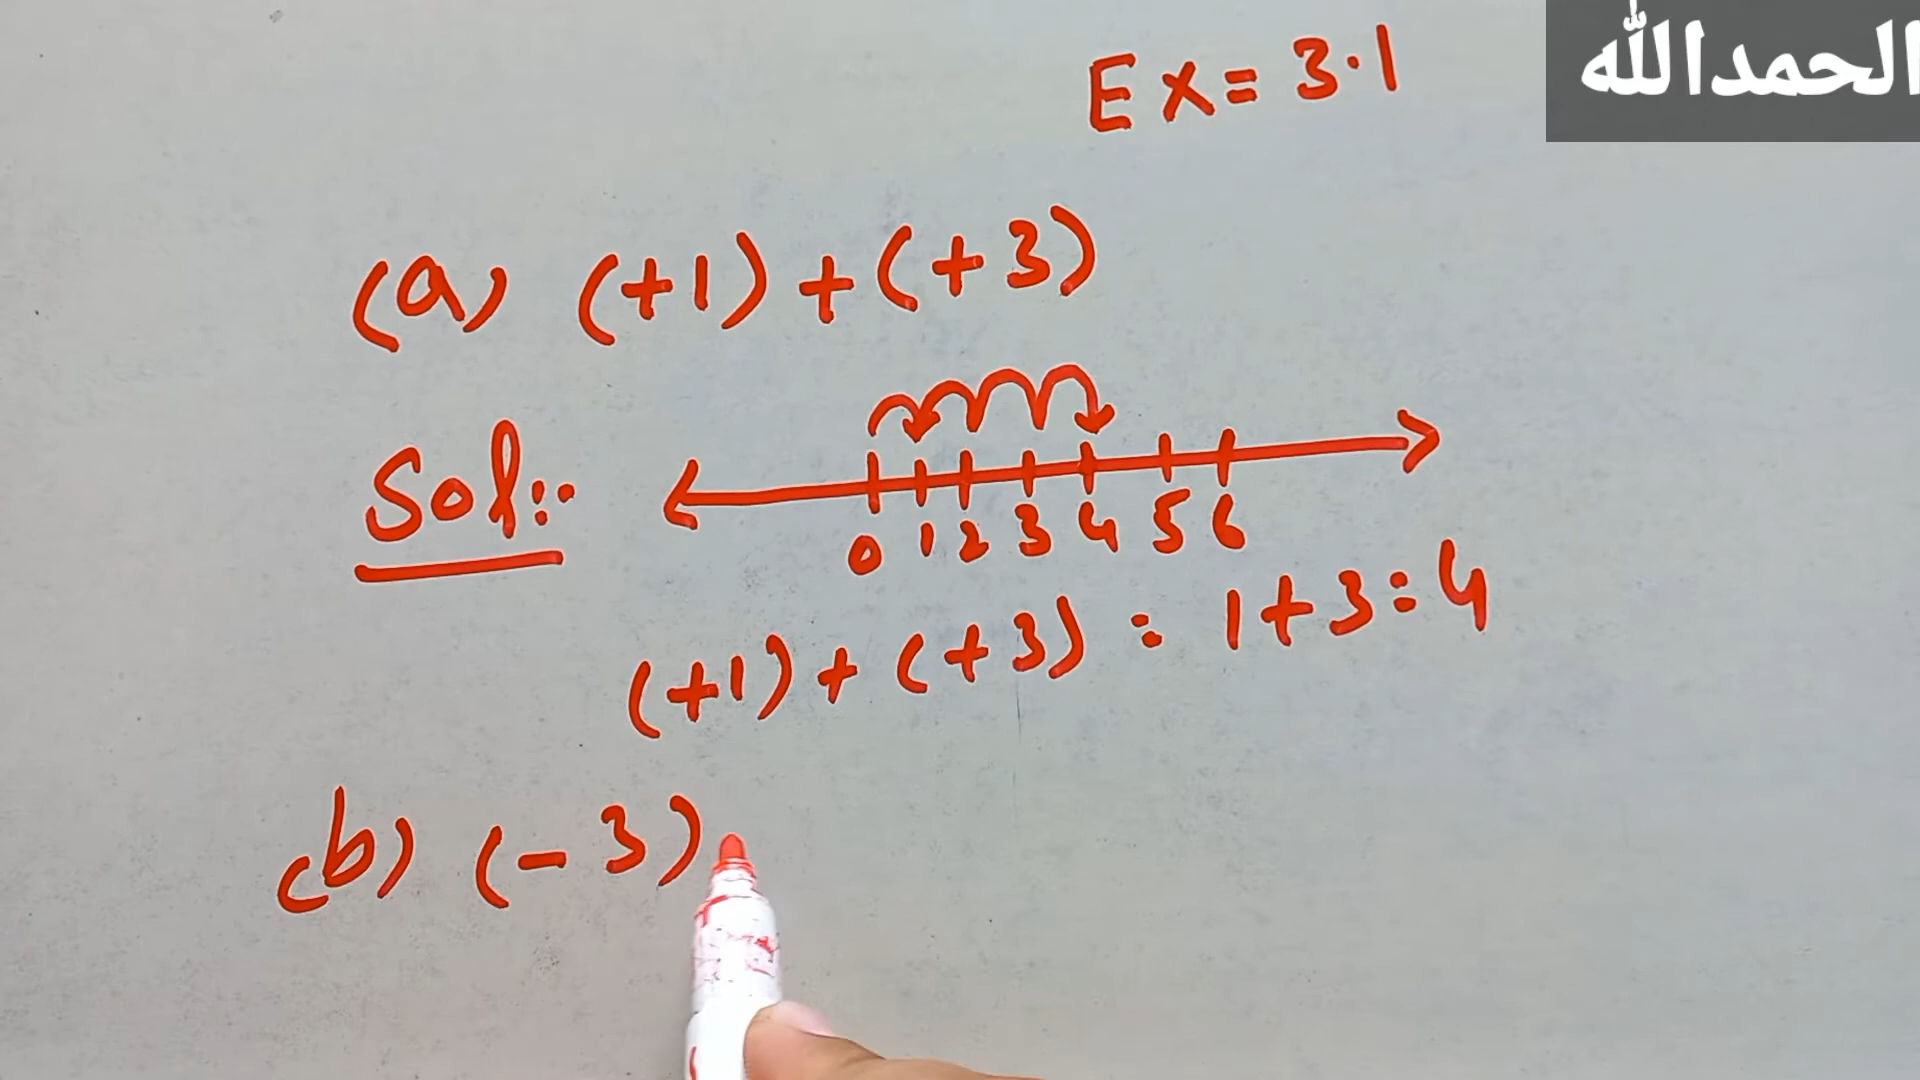 الحمدالله
Ex = 3.1
(a) (+1) + (+3)
Sol::
0 1 2 3 4 5 6
(+1) + (+3) = 1+3=4
(b) (-3)